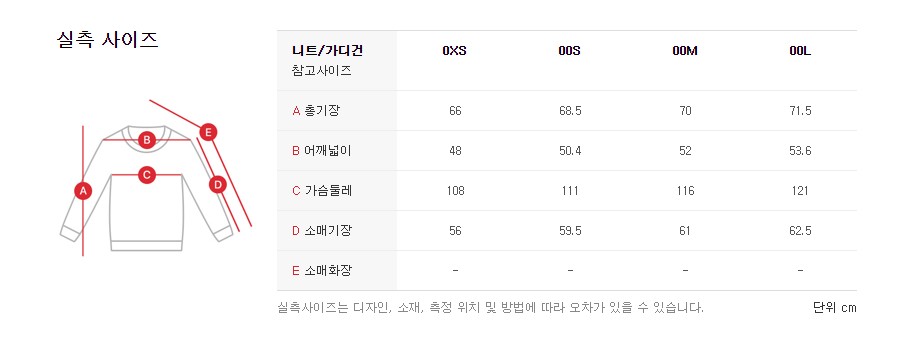 실측 사이즈
니트/가디건 0XS 00S 00M 00L
참고사이즈
A 총기장 66 68.5 70 71.5
B 어깨넓이 48 50.4 52 53.6
C 가슴둘레 108 111 116 121
D 소매기장 56 59.5 61 62.5
E 소매화장 - - - -
실측사이즈는 디자인, 소재, 측정 위치 및 방법에 따라 오차가 있을 수 있습니다. 단위 cm
E
B
C
D
A